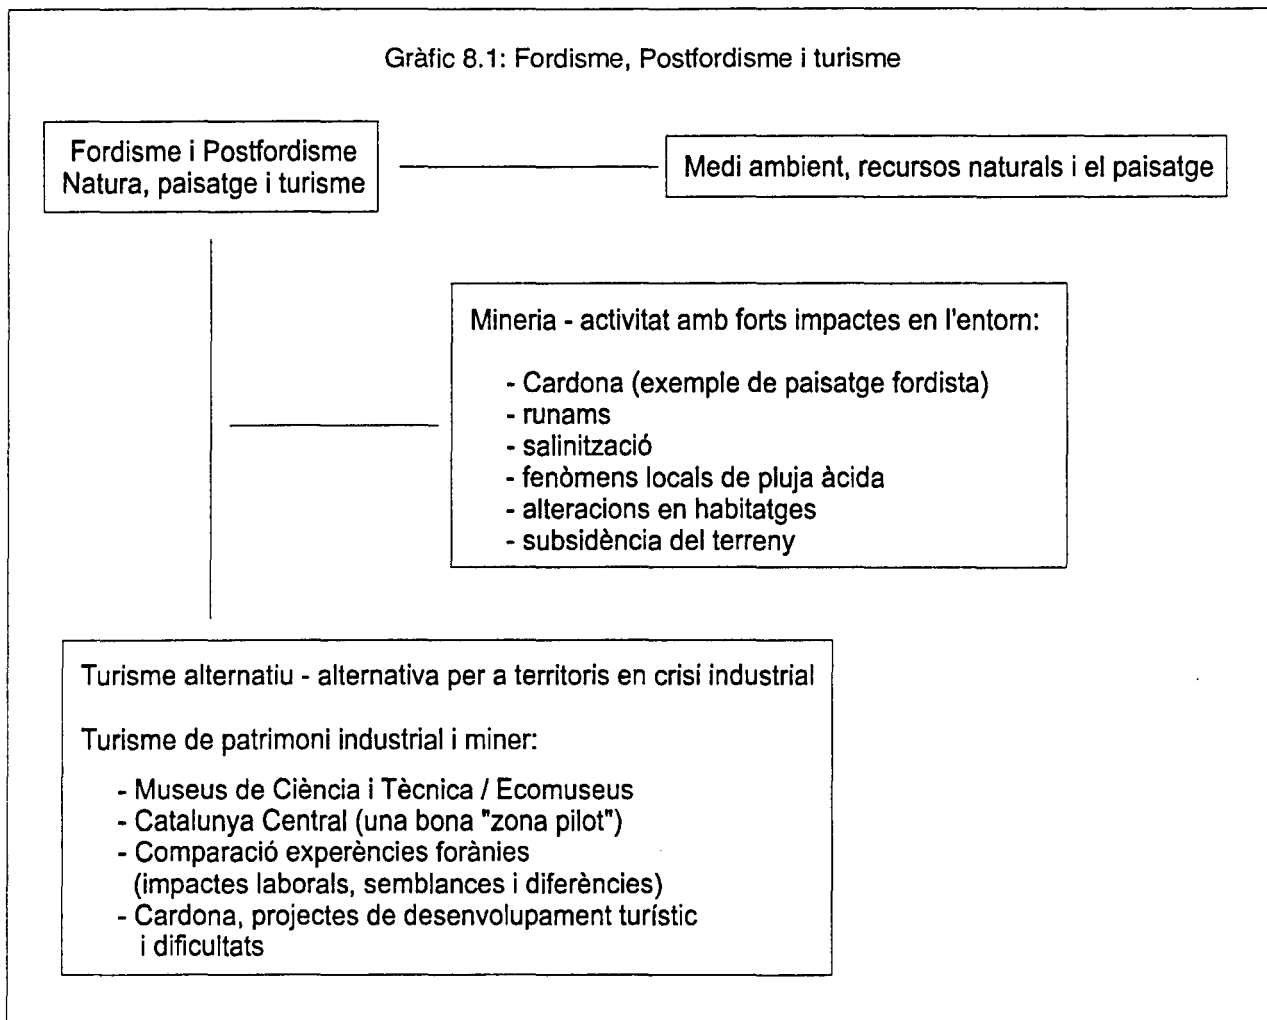 Gràfic 8.1: Fordisme, Postfordisme i turisme
Fordisme i Postfordisme
Natura, paisatge i turisme
Medi ambient, recursos naturals i el paisatge
Mineria - activitat amb forts impactes en l'entorn:
- Cardona (exemple de paisatge fordista)
- runams
- salinització
- fenòmens locals de pluja àcida
- alteracions en habitatges
- subsidència del terreny
Turisme alternatiu - alternativa per a territoris en crisi industrial
Turisme de patrimoni industrial i miner:
- Museus de Ciència i Tècnica / Ecomuseus
- Catalunya Central (una bona "zona pilot")
- Comparació experències forànies
(impactes laborals, semblances i diferències)
- Cardona, projectes de desenvolupament turístic
i dificultats